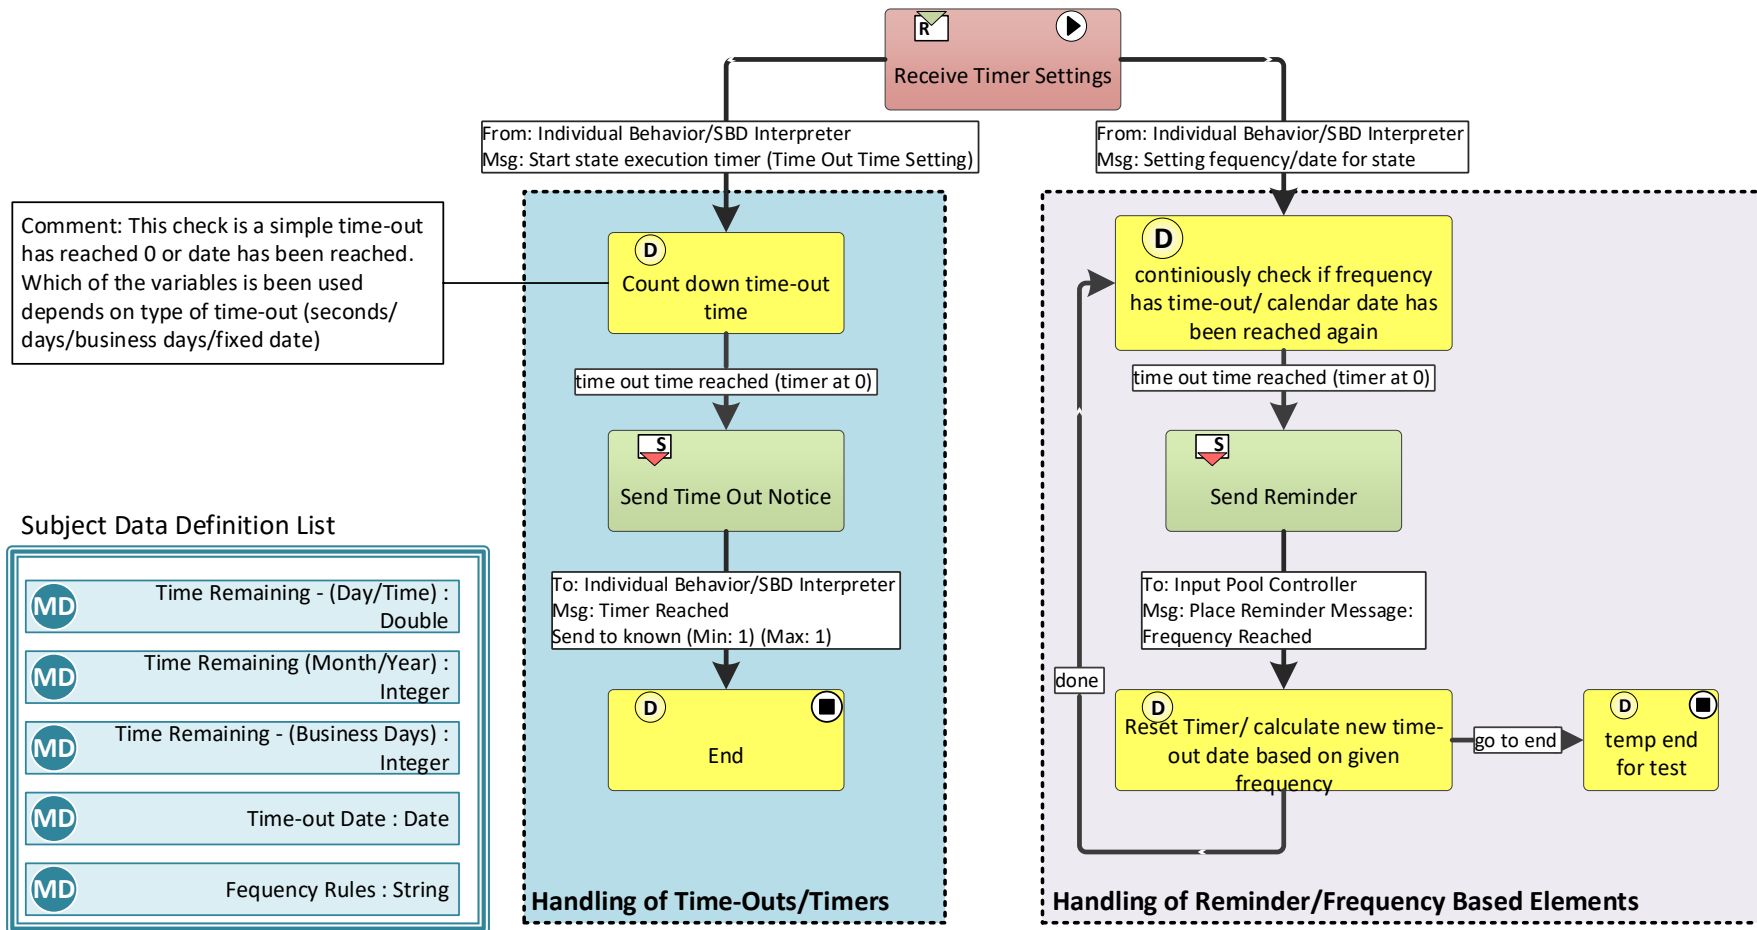 R
Receive Timer Settings
From: Individual Behavior/SBD Interpreter
Msg: Start state execution timer (Time Out Time Setting)
From: Individual Behavior/SBD Interpreter
Msg: Setting fequency/date for state
Comment: This check is a simple time-out
has reached 0 or date has been reached.
Which of the variables is been used
depends on type of time-out (seconds/
days/business days/fixed date)
D
Count down time-out
time
time out time reached (timer at 0)
S
Send Time Out Notice
To: Individual Behavior/SBD Interpreter
Msg: Timer Reached
Send to known (Min: 1) (Max: 1)
D
End
Handling of Time-Outs/Timers
D
continiously check if frequency
has time-out/ calendar date has
been reached again
time out time reached (timer at 0)
S
Send Reminder
To: Input Pool Controller
Msg: Place Reminder Message:
Frequency Reached
done
D
Reset Timer/ calculate new time-
out date based on given
frequency
go to end
D
temp end
for test
Handling of Reminder/Frequency Based Elements
Subject Data Definition List
MD
Time Remaining - (Day/Time) :
Double
MD
Time Remaining (Month/Year) :
Integer
MD
Time Remaining - (Business Days) :
Integer
MD
Time-out Date : Date
MD
Fequency Rules : String